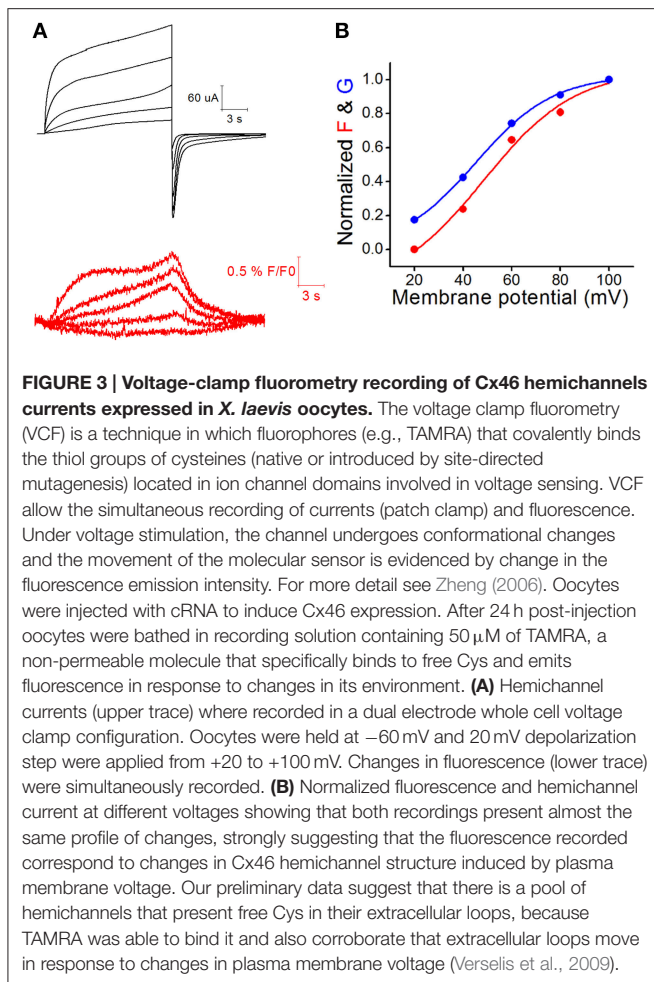 A
60 uA
3 s
0.5 % F/F0
3 s
B
Normalized F & G
1.0
0.8
0.6
0.4
0.2
0.0
20 40 60 80 100
Membrane potential (mV)
FIGURE 3 | Voltage-clamp fluorometry recording of Cx46 hemichannels
currents expressed in X. laevis oocytes. The voltage clamp fluorometry
(VCF) is a technique in which fluorophores (e.g., TAMRA) that covalently binds
the thiol groups of cysteines (native or introduced by site-directed
mutagenesis) located in ion channel domains involved in voltage sensing. VCF
allow the simultaneous recording of currents (patch clamp) and fluorescence.
Under voltage stimulation, the channel undergoes conformational changes
and the movement of the molecular sensor is evidenced by change in the
fluorescence emission intensity. For more detail see Zheng (2006). Oocytes
were injected with cRNA to induce Cx46 expression. After 24 h post-injection
oocytes were bathed in recording solution containing 50 μM of TAMRA, a
non-permeable molecule that specifically binds to free Cys and emits
fluorescence in response to changes in its environment. (A) Hemichannel
currents (upper trace) where recorded in a dual electrode whole cell voltage
clamp configuration. Oocytes were held at −60 mV and 20 mV depolarization
step were applied from +20 to +100 mV. Changes in fluorescence (lower trace)
were simultaneously recorded. (B) Normalized fluorescence and hemichannel
current at different voltages showing that both recordings present almost the
same profile of changes, strongly suggesting that the fluorescence recorded
correspond to changes in Cx46 hemichannel structure induced by plasma
membrane voltage. Our preliminary data suggest that there is a pool of
hemichannels that present free Cys in their extracellular loops, because
TAMRA was able to bind it and also corroborate that extracellular loops move
in response to changes in plasma membrane voltage (Verselis et al., 2009).